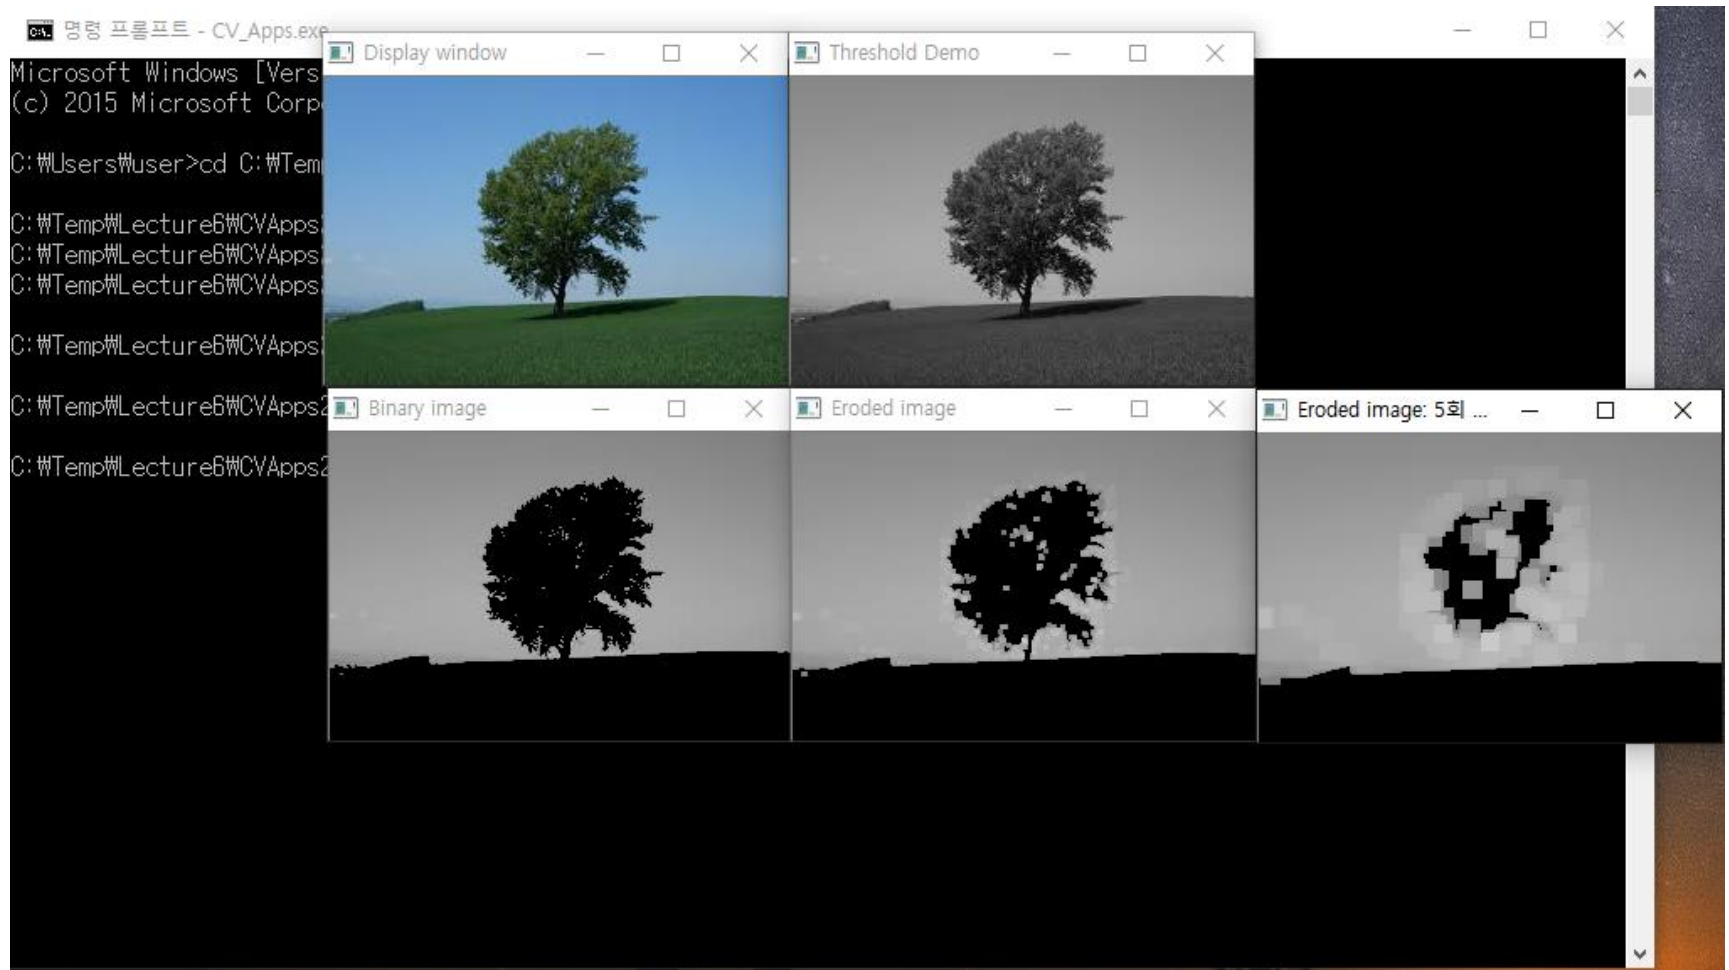 명령 프롬프트 - CV_Apps.exe
Display window
Threshold Demo
Microsoft Windows [Vers
(c) 2015 Microsoft Corp
C:₩Users₩user>cd C:₩Tem
C:₩Temp₩Lecture6₩CVApps
C:₩Temp₩Lecture6₩CVApps
C:₩Temp₩Lecture6₩CVApps
C:₩Temp₩Lecture6₩CVApps
C:₩Temp₩Lecture6₩CVApps2
Binary image
Eroded image
Eroded image: 5회 ...
C:₩Temp₩Lecture6₩CVApps2